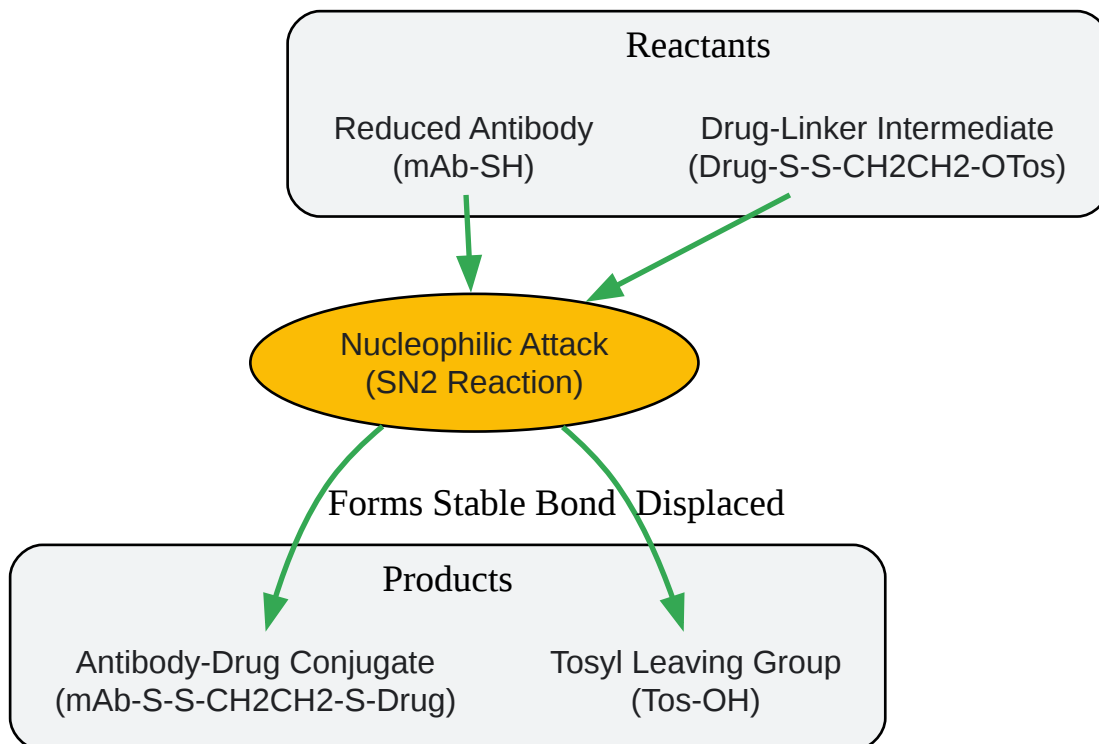 Reactants
Reduced Antibody
(mAb-SH)
Drug-Linker Intermediate
(Drug-S-S-CH2CH2-OTos)
Nucleophilic Attack
(SN2 Reaction)
Forms Stable Bond
Displaced
Products
Antibody-Drug Conjugate
(mAb-S-S-CH2CH2-S-Drug)
Tosyl Leaving Group
(Tos-OH)